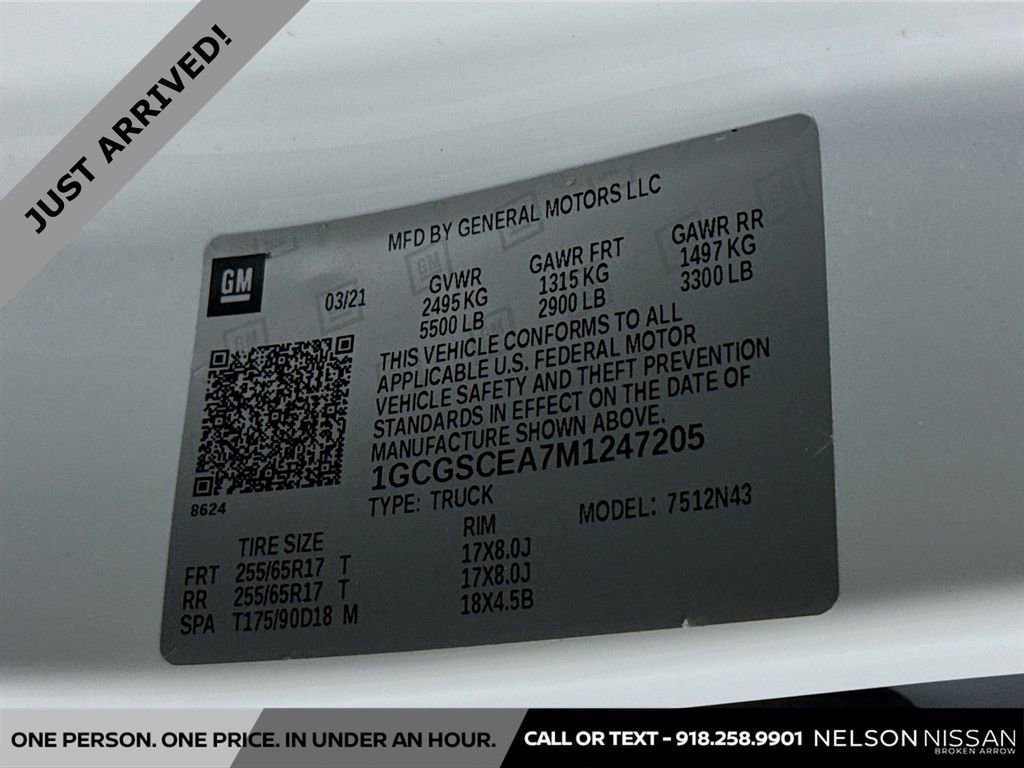 JUST ARRIVED!
MFD BY GENERAL MOTORS LLC
GM
03/21
GVWR GAWR FRT GAWR RR
2495 KG 1315 KG 1497 KG
5500 LB 2900 LB 3300 LB
THIS VEHICLE CONFORMS TO ALL
APPLICABLE U.S. FEDERAL MOTOR
VEHICLE SAFETY AND THEFT PREVENTION
STANDARDS IN EFFECT ON THE DATE OF
MANUFACTURE SHOWN ABOVE.
1GCGSCEA7M1247205
8624
TYPE: TRUCK MODEL: 7512N43
TIRE SIZE RIM
FRT 255/65R17 T 17X8.0J
RR 255/65R17 T 17X8.0J
SPA T175/90D18 M 18X4.5B
ONE PERSON. ONE PRICE. IN UNDER AN HOUR.
CALL OR TEXT - 918.258.9901 NELSON NISSAN
BROKEN ARROW